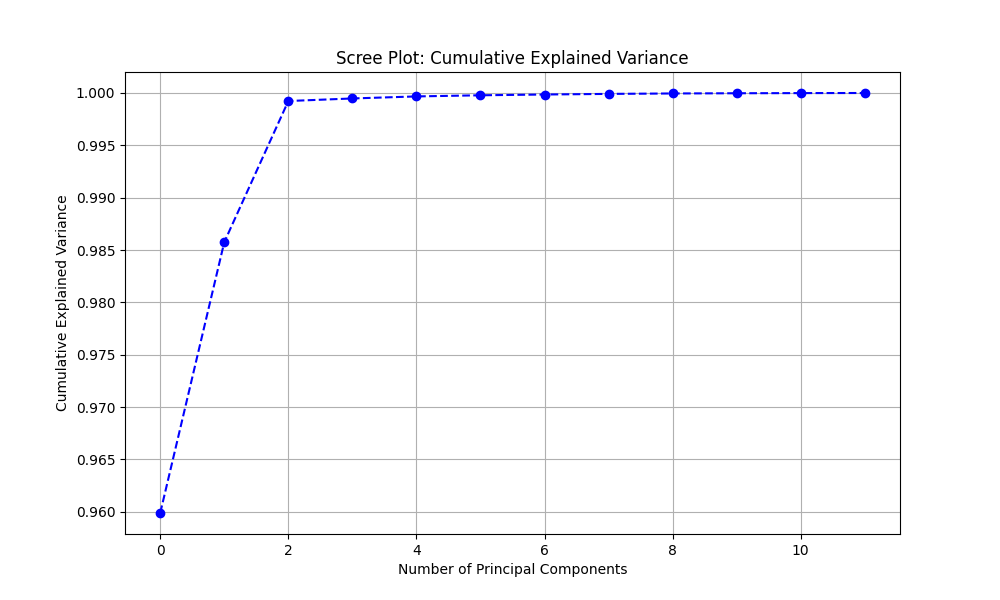 Scree Plot: Cumulative Explained Variance
1.000
0.995
0.990
0.985
0.980
0.975
0.970
0.965
0.960
Cumulative Explained Variance
0 2 4 6 8 10
Number of Principal Components